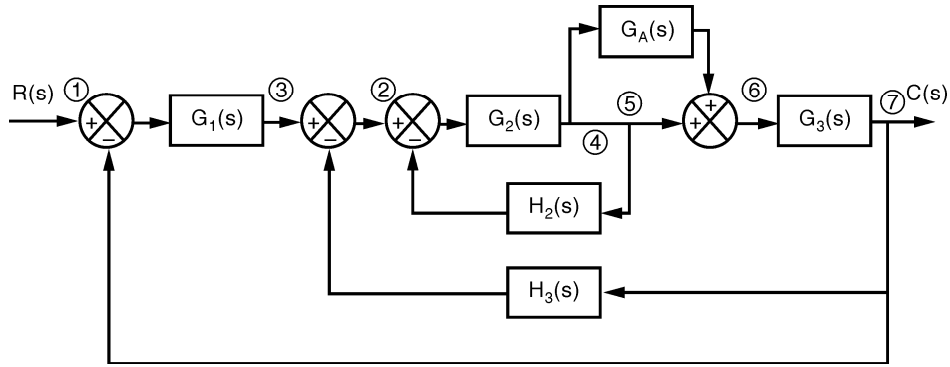 G_A(s)
R(s) ① ③ ② ⑤ ⑥ ⑦ C(s)
+ − G₁(s) + − + − G₂(s) + + G₃(s)
④
H₂(s)
H₃(s)